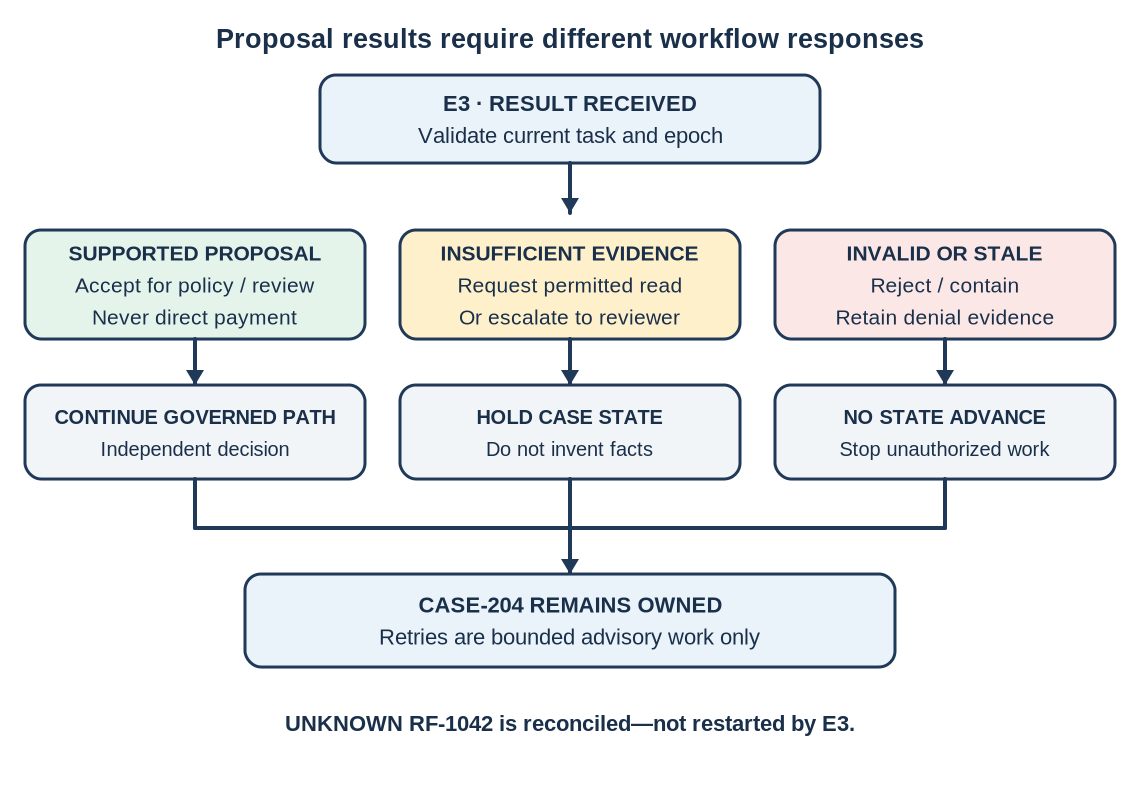 Proposal results require different workflow responses
E3 · RESULT RECEIVED
Validate current task and epoch
SUPPORTED PROPOSAL
Accept for policy / review
Never direct payment
INSUFFICIENT EVIDENCE
Request permitted read
Or escalate to reviewer
INVALID OR STALE
Reject / contain
Retain denial evidence
CONTINUE GOVERNED PATH
Independent decision
HOLD CASE STATE
Do not invent facts
NO STATE ADVANCE
Stop unauthorized work
CASE-204 REMAINS OWNED
Retries are bounded advisory work only
UNKNOWN RF-1042 is reconciled—not restarted by E3.